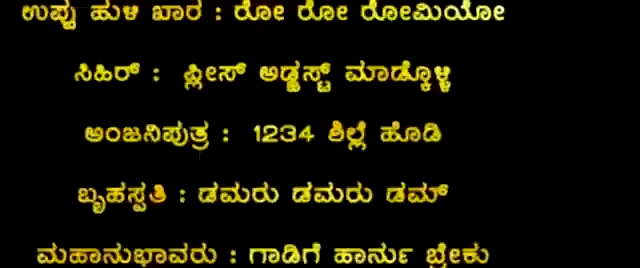 ಉಪ್ಪು ಹುಳಿ ಖಾರ : ರೋ ರೋ ರೋಮಿಯೋ
ಸಿಹಿರ್ : ಪ್ಲೀಸ್ ಅಡ್ಜಸ್ಟ್ ಮಾಡ್ಕೊಳ್ಳಿ
ಅಂಜನಿಪುತ್ರ : 1234 ಶಿಲ್ಲೆ ಹೊಡಿ
ಬೃಹಸ್ಪತಿ : ಡಮರು ಡಮರು ಡಮ್
ಮಹಾನುಭಾವರು : ಗಾಡಿಗೆ ಹಾರ್ನು ಬ್ರೇಕು